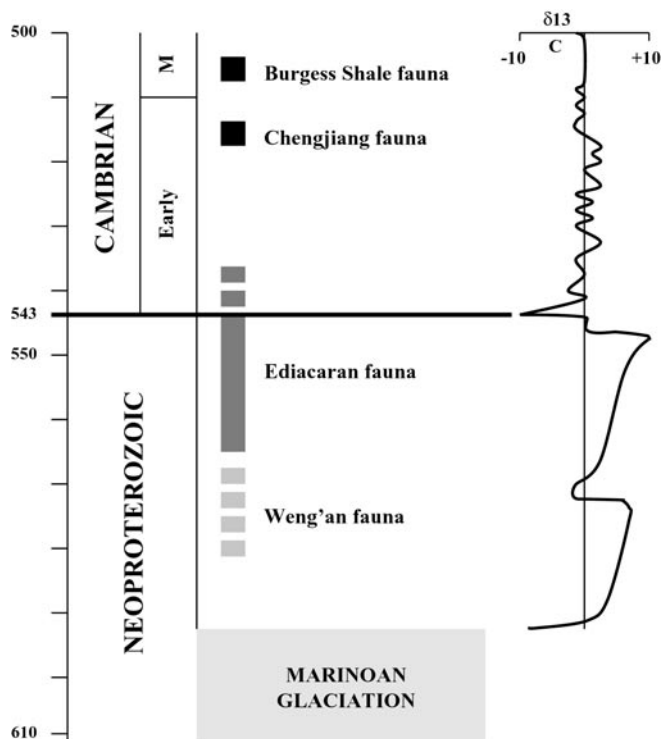 500
δ13
C
-10
+10
M
Burgess Shale fauna
Chengjiang fauna
CAMBRIAN
Early
543
550
Ediacaran fauna
NEOPROTEROZOIC
Weng’an fauna
MARINOAN
GLACIATION
610